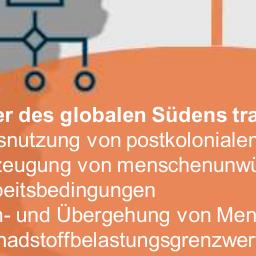 er des globalen Südens tra
snutzung von postkolonialen
zeugung von menschenunwü
beitsbedingungen
n- und Übergehung von Men
hadstoffbelastungsgrenzwer